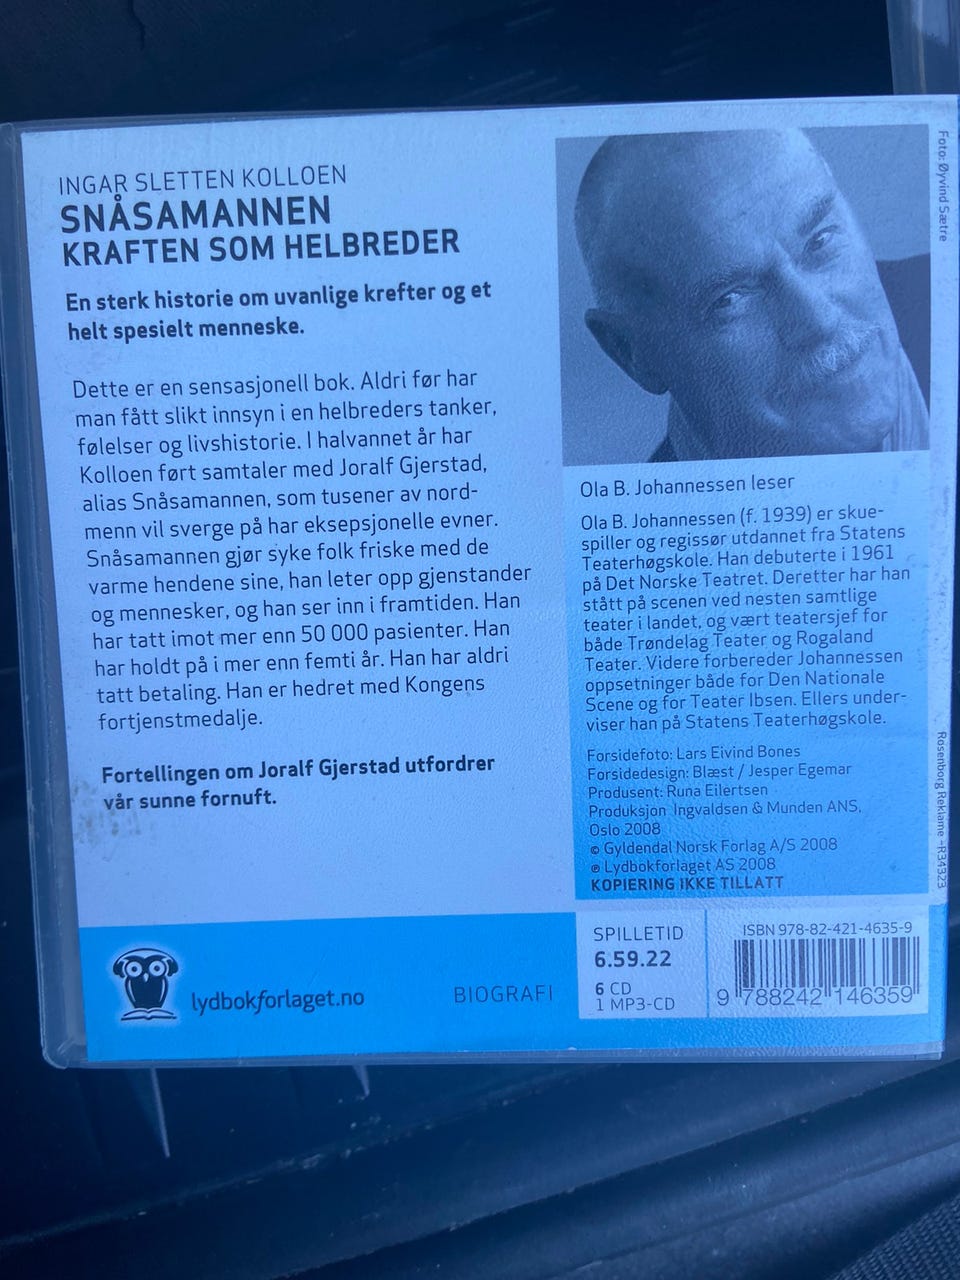 INGAR SLETTEN KOLLOEN
SNÅSAMANNEN
KRAFTEN SOM HELBREDER
En sterk historie om uvanlige krefter og et
helt spesielt menneske.
Dette er en sensasjonell bok. Aldri før har
man fått slikt innsyn i en helbreders tanker,
følelser og livshistorie. I halvannet år har
Kolloen ført samtaler med Joralf Gjerstad,
alias Snåsamannen, som tusener av nord-
menn vil sverge på har eksepsjonelle evner.
Snåsamannen gjør syke folk friske med de
varme hendene sine, han leter opp gjenstander
og mennesker, og han ser inn i framtiden. Han
har tatt imot mer enn 50 000 pasienter. Han
har holdt på i mer enn femti år. Han har aldri
tatt betaling. Han er hedret med Kongens
fortjenstmedalje.
Fortellingen om Joralf Gjerstad utfordrer
vår sunne fornuft.
Foto: Øyvind Sætre
Ola B. Johannessen leser
Ola B. Johannessen (f. 1939) er skue-
spiller og regissør utdannet fra Statens
Teaterhøgskole. Han debuterte i 1961
på Det Norske Teatret. Deretter har han
stått på scenen ved nesten samtlige
teater i landet, og vært teatersjef for
både Trøndelag Teater og Rogaland
Teater. Videre forbereder Johannessen
oppsetninger både for Den Nationale
Scene og for Teater Ibsen. Ellers under-
viser han på Statens Teaterhøgskole.
Forsidefoto: Lars Eivind Bones
Forsidedesign: Blæst / Jesper Egemar
Produsent: Runa Eilertsen
Produksjon Ingvaldsen & Munden ANS,
Oslo 2008
© Gyldendal Norsk Forlag A/S 2008
℗ Lydbokforlaget AS 2008
KOPIERING IKKE TILLATT
Rosenborg Reklame -R34323
lydbokforlaget.no
BIOGRAFI
SPILLETID
6.59.22
6 CD
1 MP3-CD
ISBN 978-82-421-4635-9
9 788242 146359